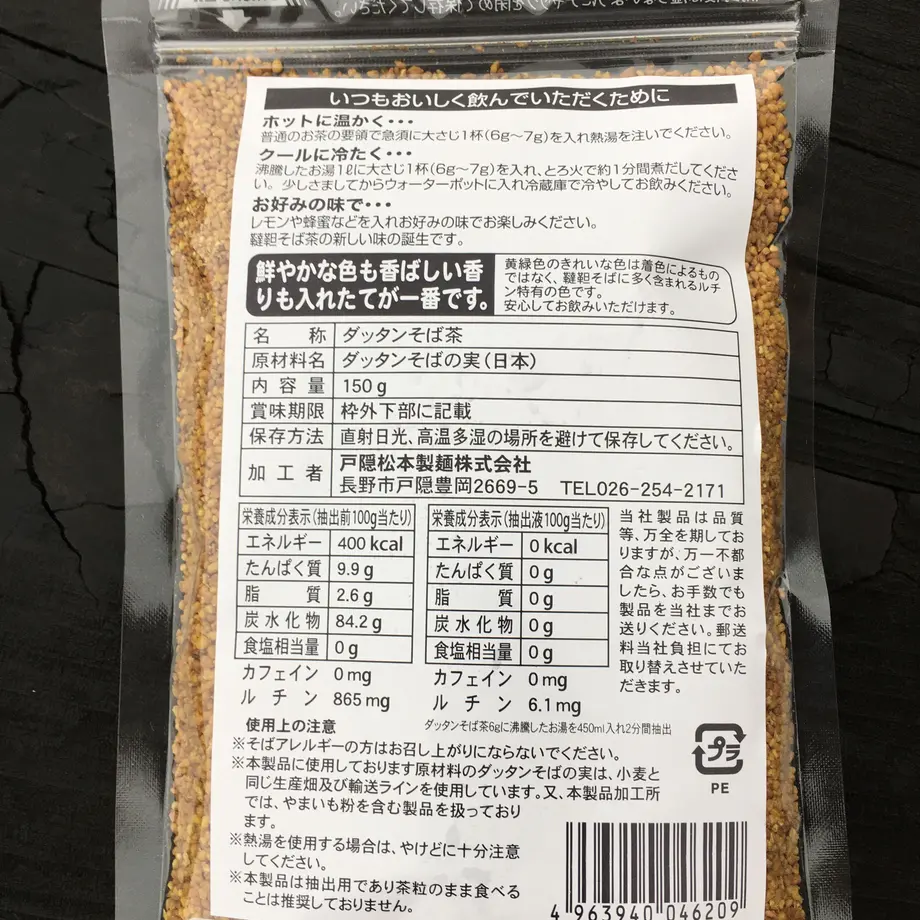 いつもおいしく飲んでいただくために
ホットに温かく・・・
普通のお茶の要領で急須に大さじ1杯(6g〜7g)を入れ熱湯を注いでください。
クールに冷たく・・・
沸騰したお湯1ℓに大さじ1杯(6g〜7g)を入れ、とろ火で約1分間煮だしてくださ
い。 少しさましてからウォーターポットに入れ冷蔵庫で冷やしてお飲みください。
お好みの味で・・・
レモンや蜂蜜などを入れお好みの味でお楽しみください。
韃靼そば茶の新しい味の誕生です。
鮮やかな色も香ばしい香
りも入れたてが一番です。
黄緑色のきれいな色は着色によるもの
ではなく、韃靼そばに多く含まれるルチ
ン特有の色です。
安心してお飲みいただけます。
名称 ダッタンそば茶
原材料名 ダッタンそばの実(日本)
内容量 150g
賞味期限 枠外下部に記載
保存方法 直射日光、高温多湿の場所を避けて保存してください。
加工者 戸隠松本製麺株式会社
長野市戸隠豊岡2669-5 TEL026-254-2171
栄養成分表示(抽出前100g当たり)
エネルギー 400kcal
たんぱく質 9.9g
脂質 2.6g
炭水化物 84.2g
食塩相当量 0g
カフェイン 0mg
ルチン 865mg
栄養成分表示(抽出液100g当たり)
エネルギー 0kcal
たんぱく質 0g
脂質 0g
炭水化物 0g
食塩相当量 0g
カフェイン 0mg
ルチン 6.1mg
ダッタンそば茶6gに沸騰したお湯を450ml入れ2分間抽出
当社製品は品質
等、万全を期してお
りますが、万一不都
合な点がございま
したら、お手数でも
製品を当社までお
送りください。郵送
料当社負担にてお
取り替えさせていた
だきます。
使用上の注意
※そばアレルギーの方はお召し上がりにならないでください。
※本製品に使用しております原材料のダッタンそばの実は、小麦と
同じ生産畑及び輸送ラインを使用しています。又、本製品加工所
では、やまいも粉を含む製品を扱っており
ます。
※熱湯を使用する場合は、やけどに十分注意
してください。
※本製品は抽出用であり茶粒のまま食べる
ことは推奨しておりません。
プラ
PE
4 963940 046209